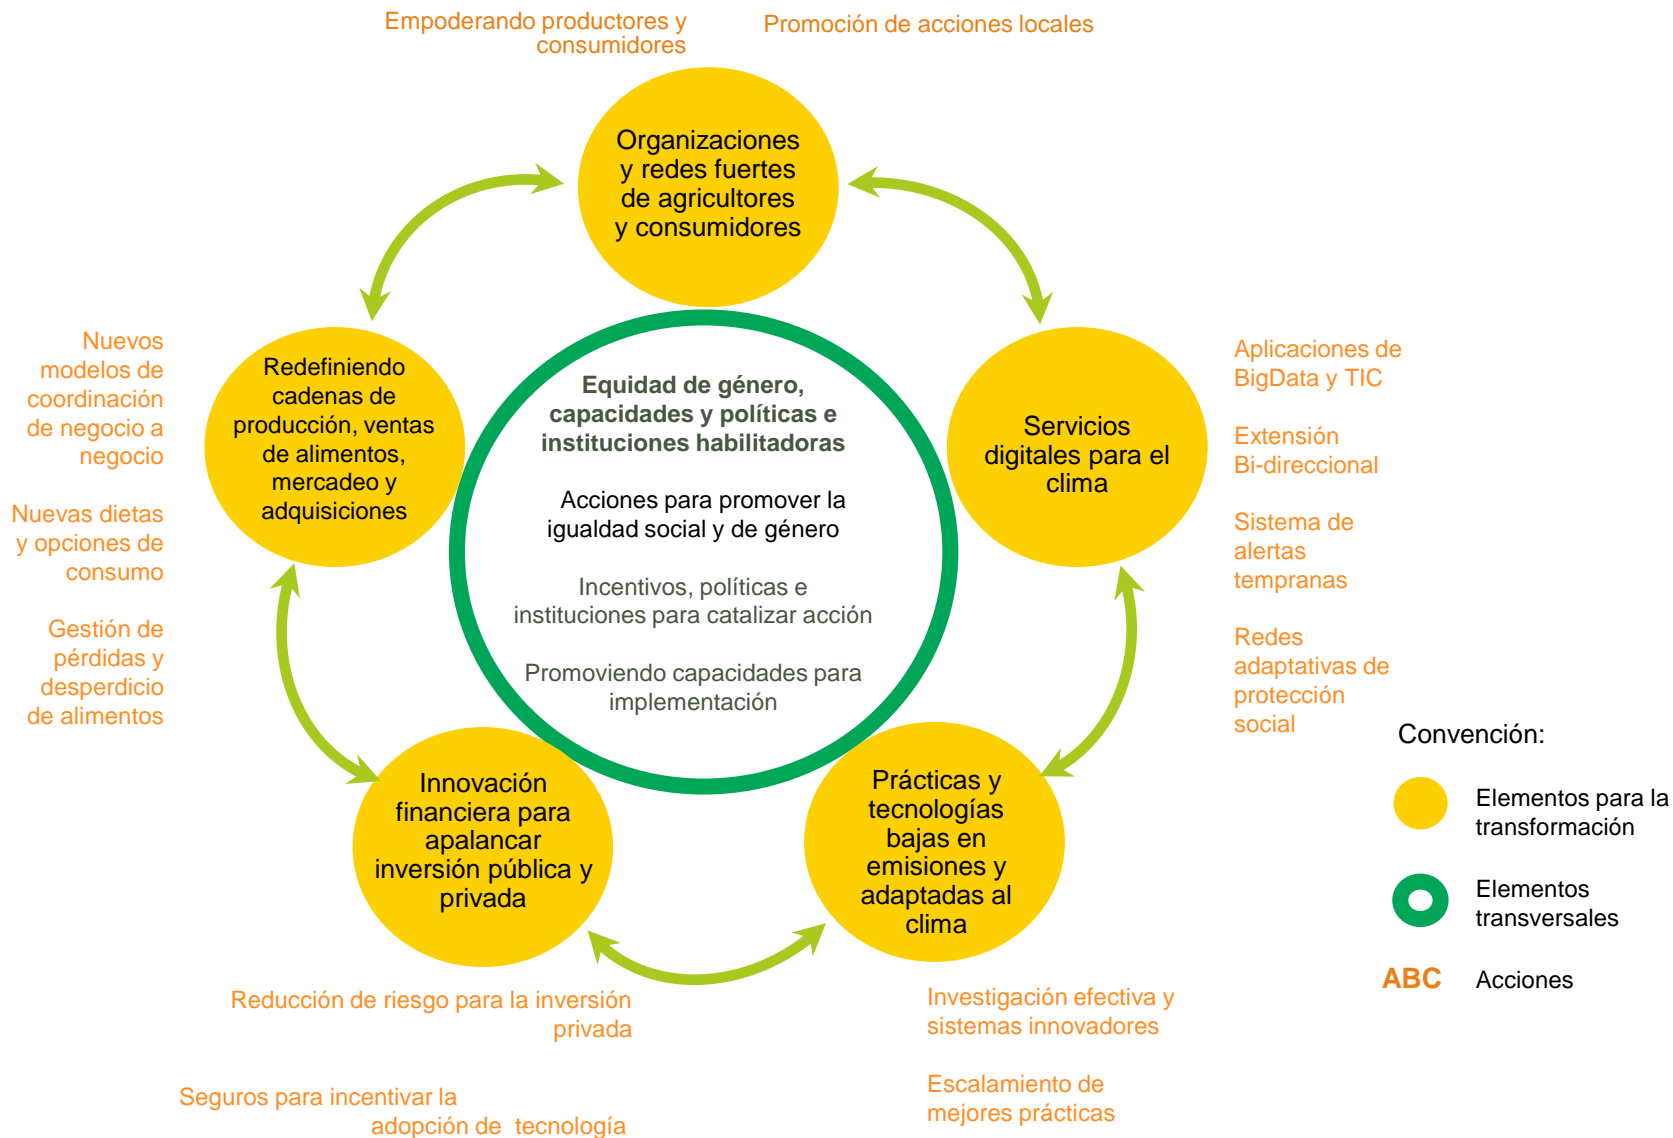 Empoderando productores y
consumidores
Promoción de acciones locales
Organizaciones
y redes fuertes
de agricultores
y consumidores
Nuevos
modelos de
coordinación
de negocio a
negocio
Nuevas dietas
y opciones de
consumo
Gestión de
pérdidas y
desperdicio
de alimentos
Redefiniendo
cadenas de
producción, ventas
de alimentos,
mercadeo y
adquisiciones
Equidad de género,
capacidades y políticas e
instituciones habilitadoras
Acciones para promover la
igualdad social y de género
Incentivos, políticas e
instituciones para catalizar acción
Promoviendo capacidades para
implementación
Servicios
digitales para el
clima
Aplicaciones de
BigData y TIC
Extensión
Bi-direccional
Sistema de
alertas
tempranas
Redes
adaptativas de
protección
social
Innovación
financiera para
apalancar
inversión pública y
privada
Prácticas y
tecnologías
bajas en
emisiones y
adaptadas al
clima
Reducción de riesgo para la inversión
privada
Seguros para incentivar la
adopción de tecnología
Investigación efectiva y
sistemas innovadores
Escalamiento de
mejores prácticas
Convención:
Elementos para la
transformación
Elementos
transversales
ABC Acciones